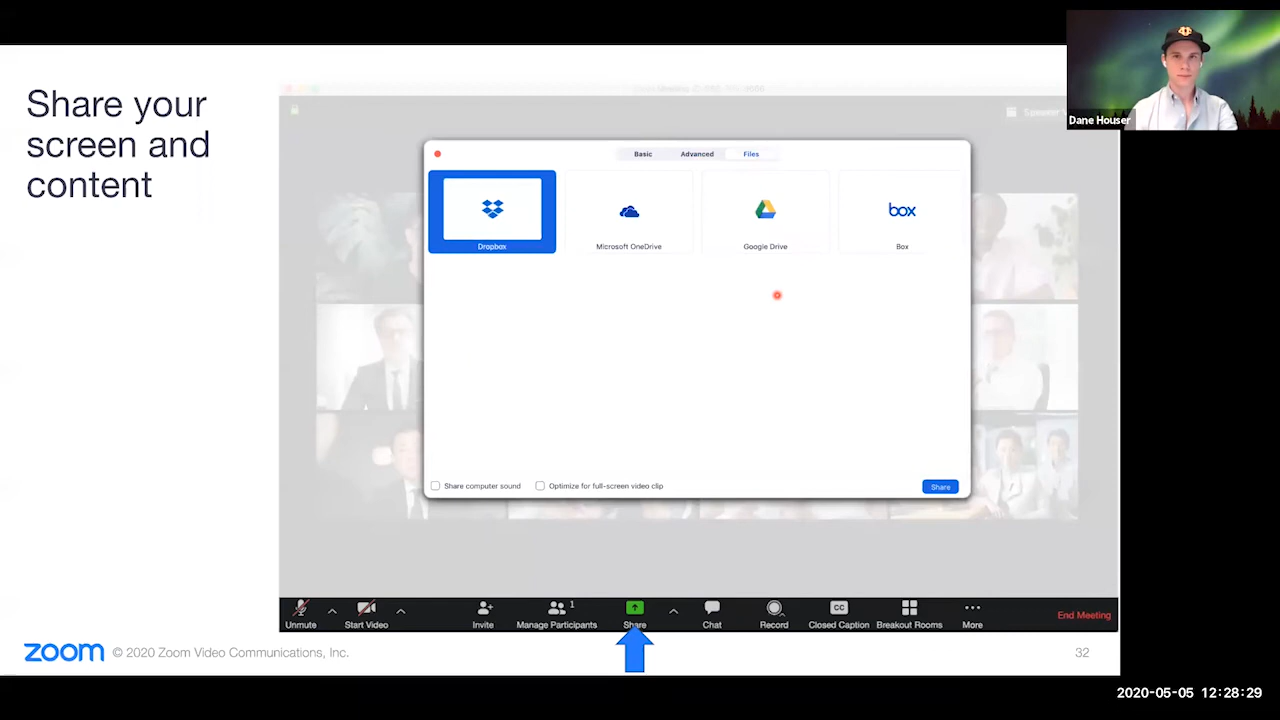 Share your
screen and
content
Dane Houser
Basic
Advanced
Files
Dropbox
Microsoft OneDrive
Google Drive
box
Box
Share computer sound
Optimize for full-screen video clip
Share
Unmute
Start Video
Invite
Manage Participants
1
Share
Chat
Record
CC
Closed Caption
Breakout Rooms
More
End Meeting
zoom
© 2020 Zoom Video Communications, Inc.
32
2020-05-05 12:28:29